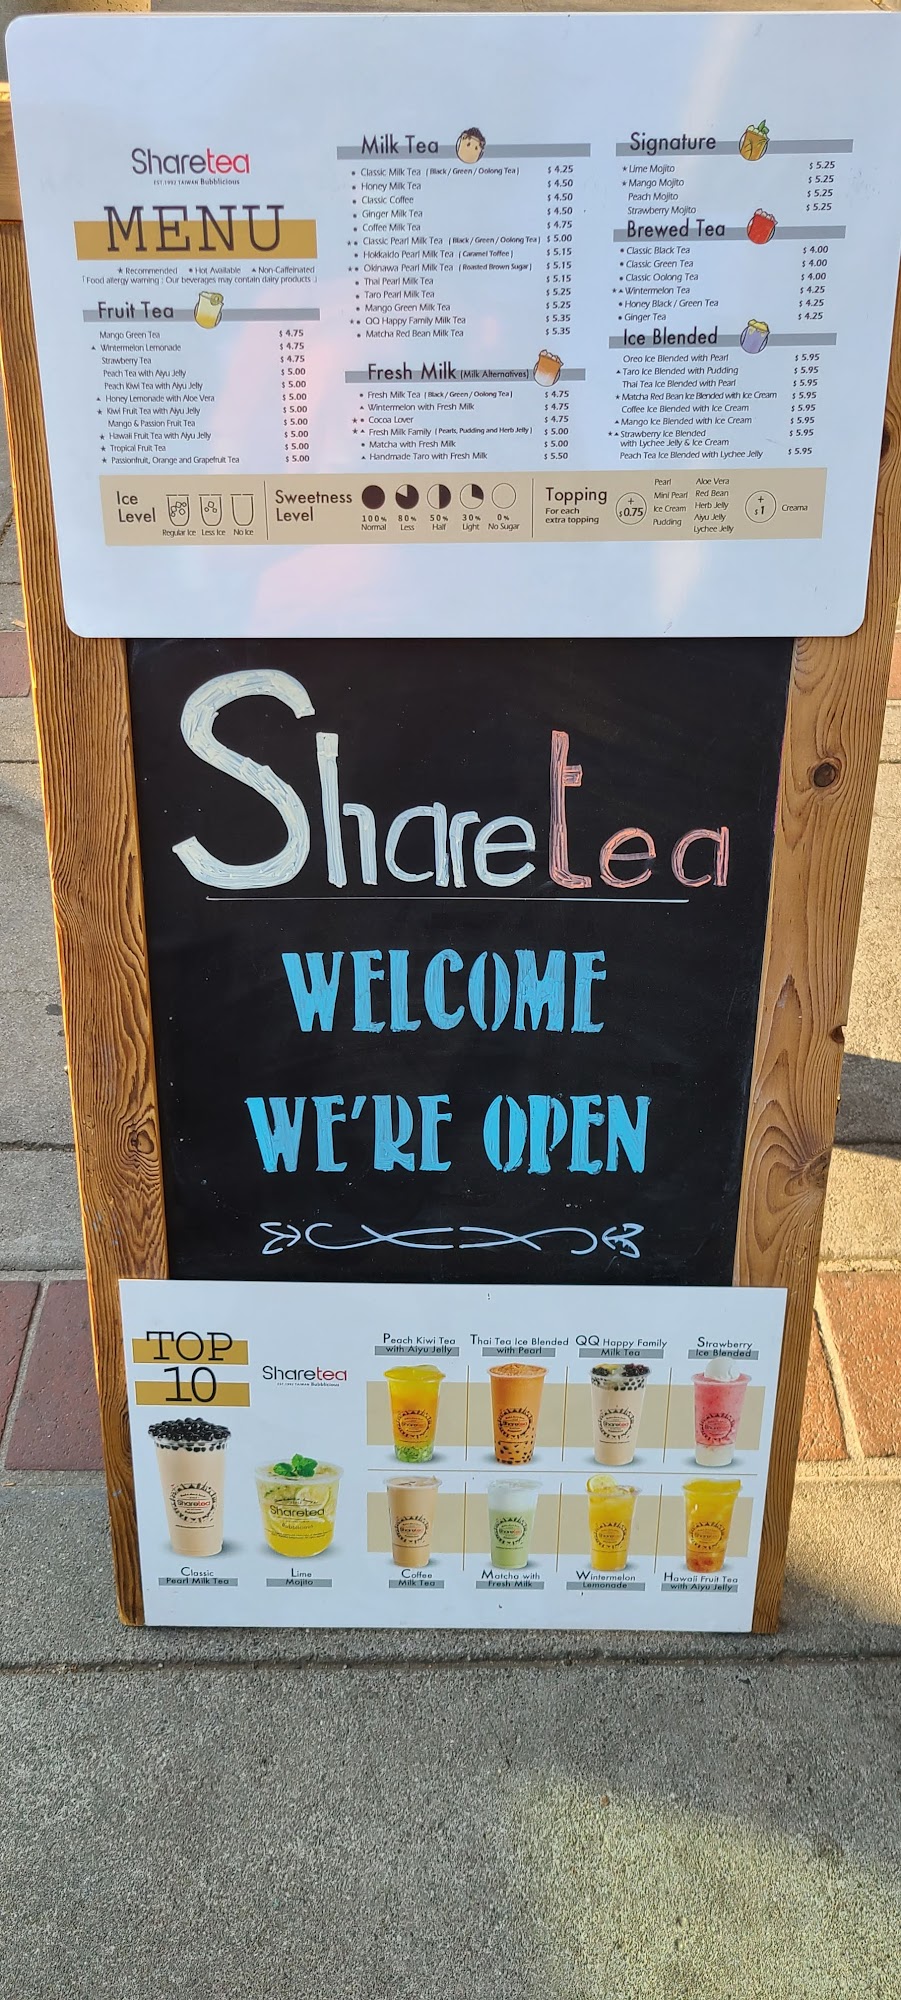 Sharetea
EST.1992 TAIWAN Bubblicious
MENU
★ Recommended • Hot Available ▲ Non-Caffeinated
! Food allergy warning : Our beverages may contain dairy products !
Fruit Tea
Mango Green Tea $ 4.75
▲ Wintermelon Lemonade $ 4.75
Strawberry Tea $ 4.75
Peach Tea with Aiyu Jelly $ 5.00
Peach Kiwi Tea with Aiyu Jelly $ 5.00
▲ Honey Lemonade with Aloe Vera $ 5.00
★ Kiwi Fruit Tea with Aiyu Jelly $ 5.00
Mango & Passion Fruit Tea $ 5.00
★ Hawaii Fruit Tea with Aiyu Jelly $ 5.00
★ Tropical Fruit Tea $ 5.00
★ Passionfruit, Orange and Grapefruit Tea $ 5.00
Milk Tea
• Classic Milk Tea ( Black / Green / Oolong Tea ) $ 4.25
• Honey Milk Tea $ 4.50
• Classic Coffee $ 4.50
• Ginger Milk Tea $ 4.50
• Coffee Milk Tea $ 4.75
★ • Classic Pearl Milk Tea ( Black / Green / Oolong Tea ) $ 5.00
• Hokkaido Pearl Milk Tea ( Caramel Toffee ) $ 5.15
★ • Okinawa Pearl Milk Tea ( Roasted Brown Sugar ) $ 5.15
• Thai Pearl Milk Tea $ 5.15
• Taro Pearl Milk Tea $ 5.25
• Mango Green Milk Tea $ 5.25
★ • QQ Happy Family Milk Tea $ 5.35
• Matcha Red Bean Milk Tea $ 5.35
Fresh Milk (Milk Alternatives)
• Fresh Milk Tea ( Black / Green / Oolong Tea ) $ 4.75
▲ Wintermelon with Fresh Milk $ 4.75
★ • Cocoa Lover $ 4.75
★ ▲ Fresh Milk Family ( Pearls, Pudding and Herb Jelly ) $ 5.00
• Matcha with Fresh Milk $ 5.00
▲ Handmade Taro with Fresh Milk $ 5.50
Signature
★ Lime Mojito $ 5.25
★ Mango Mojito $ 5.25
Peach Mojito $ 5.25
Strawberry Mojito $ 5.25
Brewed Tea
• Classic Black Tea $ 4.00
• Classic Green Tea $ 4.00
• Classic Oolong Tea $ 4.00
★ ▲ Wintermelon Tea $ 4.25
• Honey Black / Green Tea $ 4.25
• Ginger Tea $ 4.25
Ice Blended
Oreo Ice Blended with Pearl $ 5.95
▲ Taro Ice Blended with Pudding $ 5.95
Thai Tea Ice Blended with Pearl $ 5.95
★ Matcha Red Bean Ice Blended with Ice Cream $ 5.95
Coffee Ice Blended with Ice Cream $ 5.95
▲ Mango Ice Blended with Ice Cream $ 5.95
★ ▲ Strawberry Ice Blended $ 5.95
with Lychee Jelly & Ice Cream
Peach Tea Ice Blended with Lychee Jelly $ 5.95
Ice
Level
Regular Ice Less Ice No Ice
Sweetness
Level
100% 80% 50% 30% 0%
Normal Less Half Light No Sugar
Topping
For each
extra topping
+
$0.75
Pearl
Mini Pearl
Ice Cream
Pudding
Aloe Vera
Red Bean
Herb Jelly
Aiyu Jelly
Lychee Jelly
+
$1
Creama
Sharetea
WELCOME
WE'RE OPEN
TOP
10
Sharetea
EST.1992 TAIWAN Bubblicious
Peach Kiwi Tea
with Aiyu Jelly
Thai Tea Ice Blended
with Pearl
QQ Happy Family
Milk Tea
Strawberry
Ice Blended
Sharetea
Sharetea
Classic
Pearl Milk Tea
Lime
Mojito
Coffee
Milk Tea
Matcha with
Fresh Milk
Wintermelon
Lemonade
Hawaii Fruit Tea
with Aiyu Jelly